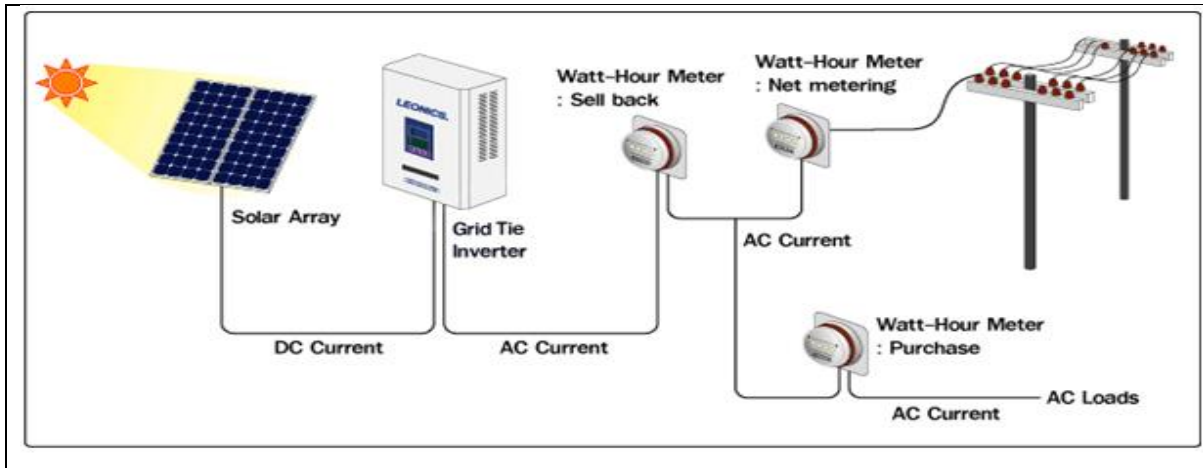 Watt-Hour Meter
: Sell back
Watt-Hour Meter
: Net metering
LEONICS.
Solar Array
Grid Tie
Inverter
AC Current
DC Current
AC Current
Watt-Hour Meter
: Purchase
AC Loads
AC Current